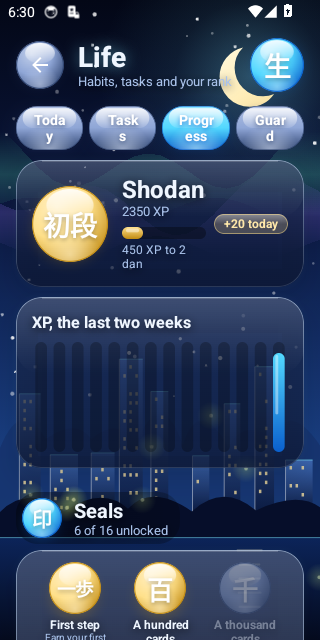 6:30
Life
生
Habits, tasks and your rank
Toda
y
Task
s
Progr
ess
Guar
d
初段
Shodan
2350 XP
+20 today
450 XP to 2
dan
XP, the last two weeks
印
Seals
6 of 16 unlocked
一歩
百
千
First step
A hundred
cards
A thousand
cards
Earn your first